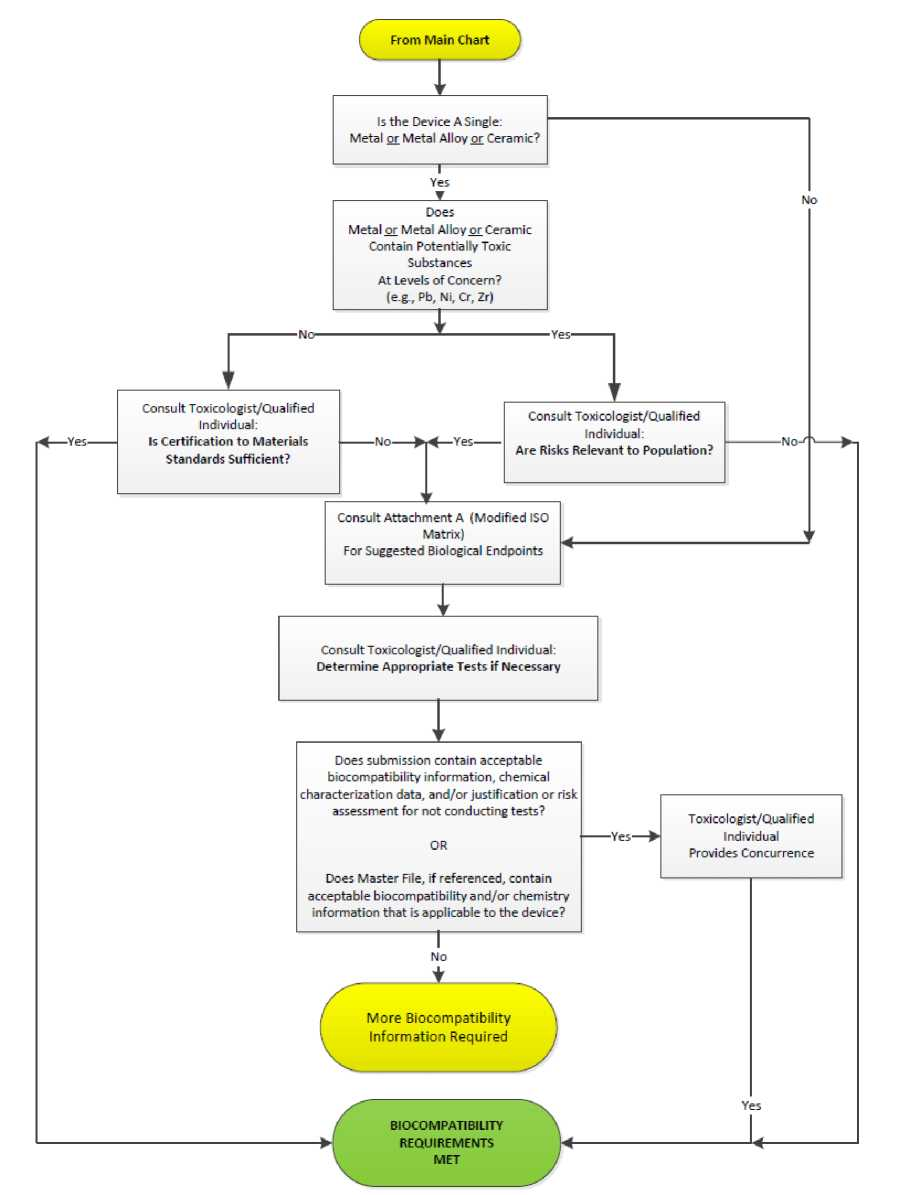 From Main Chart
Is the Device A Single:
Metal or Metal Alloy or Ceramic?
Yes
No
Does
Metal or Metal Alloy or Ceramic
Contain Potentially Toxic
Substances
At Levels of Concern?
(e.g., Pb, Ni, Cr, Zr)
No
Yes
Consult Toxicologist/Qualified
Individual:
Is Certification to Materials
Standards Sufficient?
Consult Toxicologist/Qualified
Individual:
Are Risks Relevant to Population?
Yes
No
Yes
No
Consult Attachment A (Modified ISO
Matrix)
For Suggested Biological Endpoints
Consult Toxicologist/Qualified Individual:
Determine Appropriate Tests if Necessary
Does submission contain acceptable
biocompatibility information, chemical
characterization data, and/or justification or risk
assessment for not conducting tests?
OR
Does Master File, if referenced, contain
acceptable biocompatibility and/or chemistry
information that is applicable to the device?
Yes
Toxicologist/Qualified
Individual
Provides Concurrence
No
More Biocompatibility
Information Required
Yes
BIOCOMPATIBILITY
REQUIREMENTS
MET